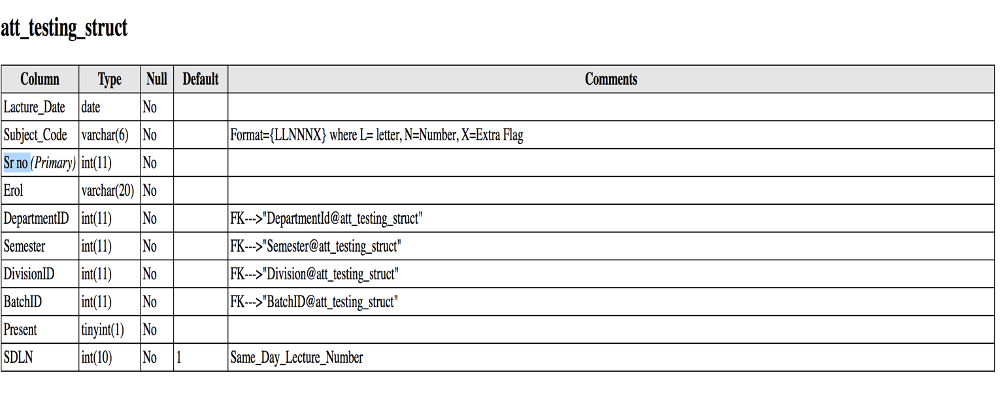 att_testing_struct
Column Type Null Default Comments
Lacture_Date date No
Subject_Code varchar(6) No Format={LLNNNX} where L= letter, N=Number, X=Extra Flag
Sr no (Primary) int(11) No
Erol varchar(20) No
DepartmentID int(11) No FK--->"DepartmentId@att_testing_struct"
Semester int(11) No FK--->"Semester@att_testing_struct"
DivisionID int(11) No FK--->"Division@att_testing_struct"
BatchID int(11) No FK--->"BatchID@att_testing_struct"
Present tinyint(1) No
SDLN int(10) No 1 Same_Day_Lecture_Number